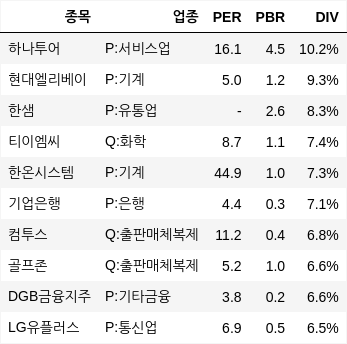 종목 업종 PER PBR DIV
하나투어 P:서비스업 16.1 4.5 10.2%
현대엘리베이 P:기계 5.0 1.2 9.3%
한샘 P:유통업 - 2.6 8.3%
티이엠씨 Q:화학 8.7 1.1 7.4%
한온시스템 P:기계 44.9 1.0 7.3%
기업은행 P:은행 4.4 0.3 7.1%
컴투스 Q:출판매체복제 11.2 0.4 6.8%
골프존 Q:출판매체복제 5.2 1.0 6.6%
DGB금융지주 P:기타금융 3.8 0.2 6.6%
LG유플러스 P:통신업 6.9 0.5 6.5%